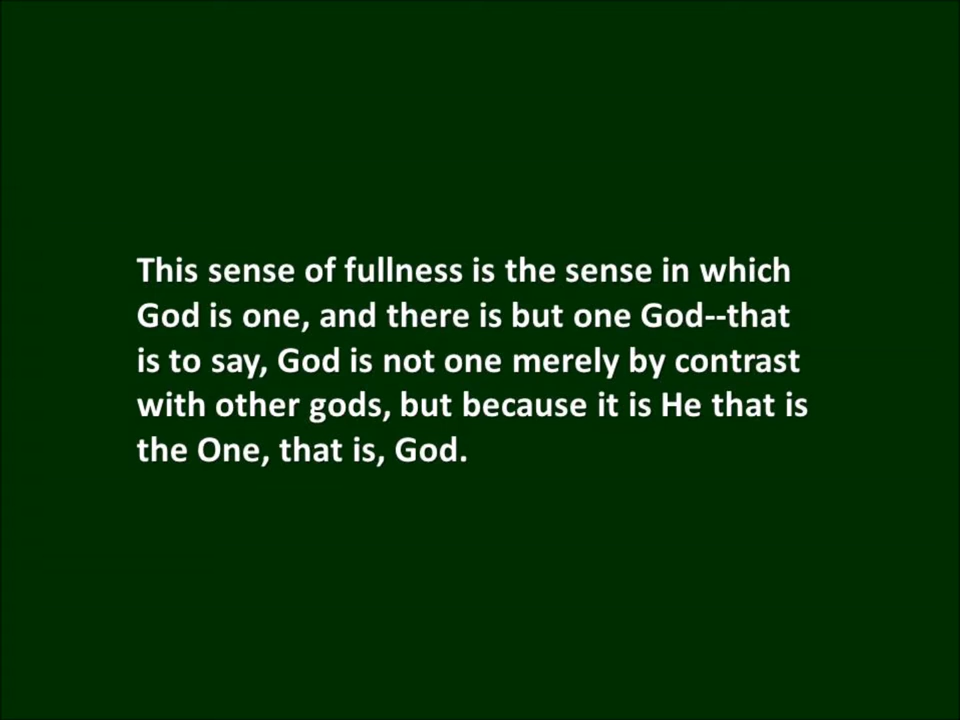 This sense of fullness is the sense in which
God is one, and there is but one God--that
is to say, God is not one merely by contrast
with other gods, but because it is He that is
the One, that is, God.